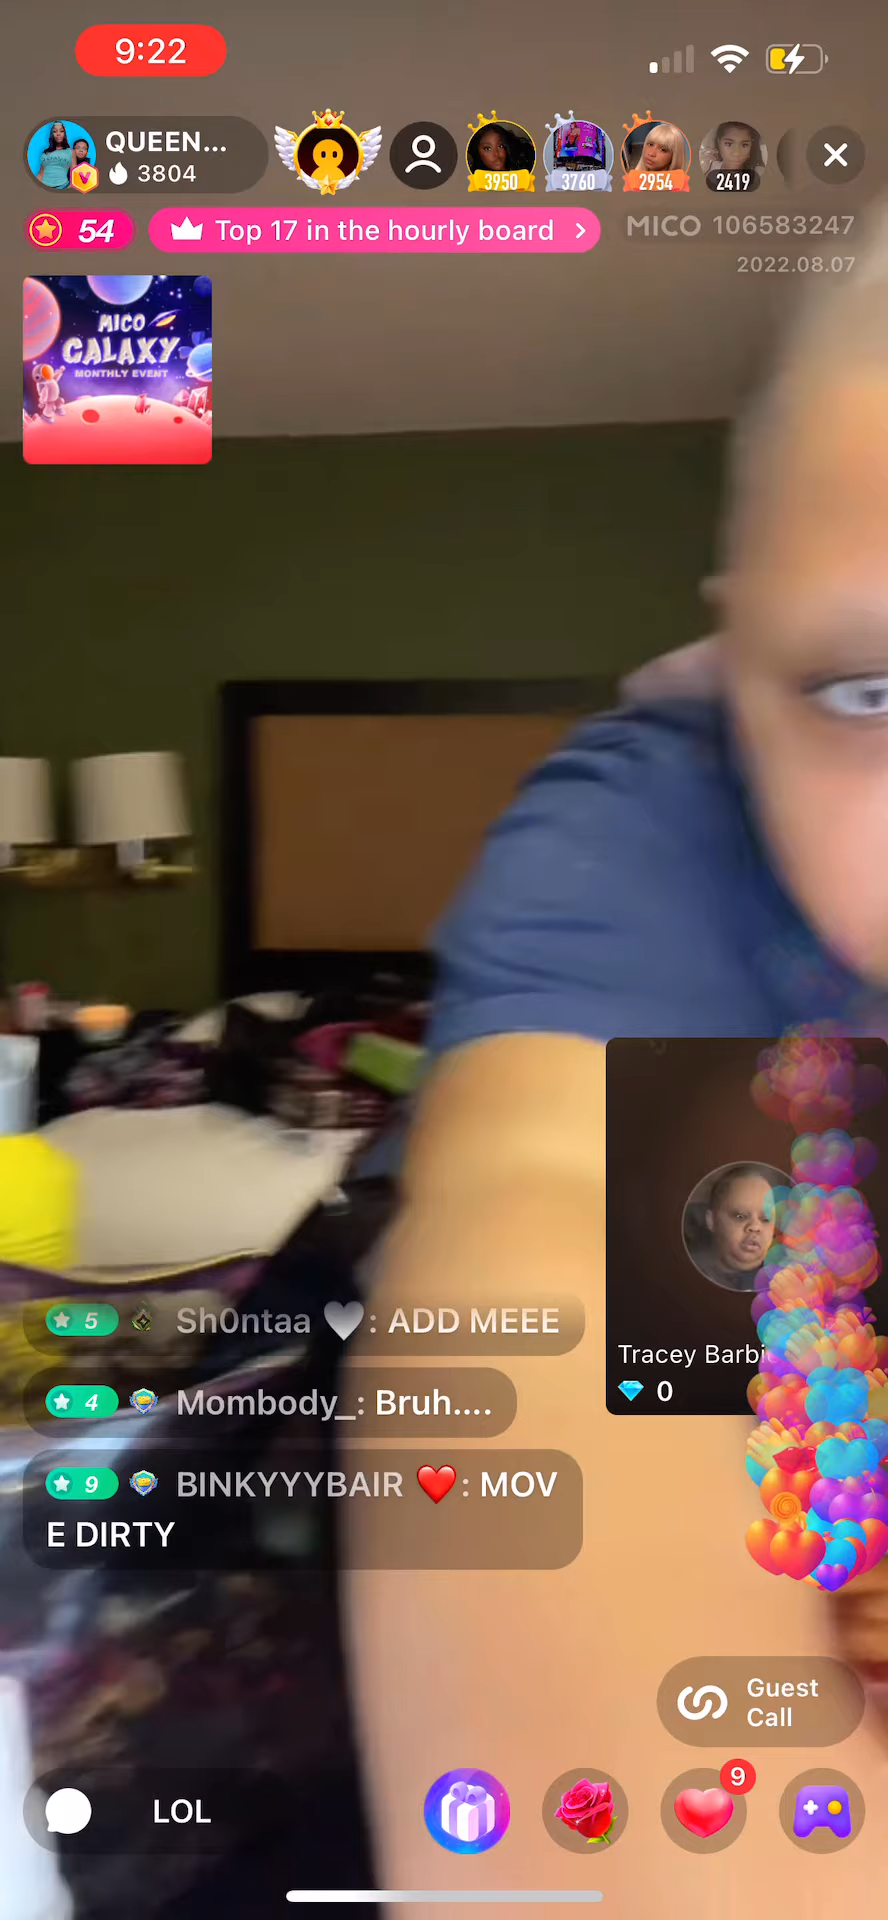 9:22
QUEEN...
3804
3950
3760
2954
2419
54
Top 17 in the hourly board
MICO 106583247
2022.08.07
MICO
GALAXY
MONTHLY EVENT
5 Sh0ntaa 🤍: ADD MEEE
4 Mombody_: Bruh....
9 BINKYYYBAIR ❤️: MOV
E DIRTY
Tracey Barbi
0
Guest
Call
LOL
9